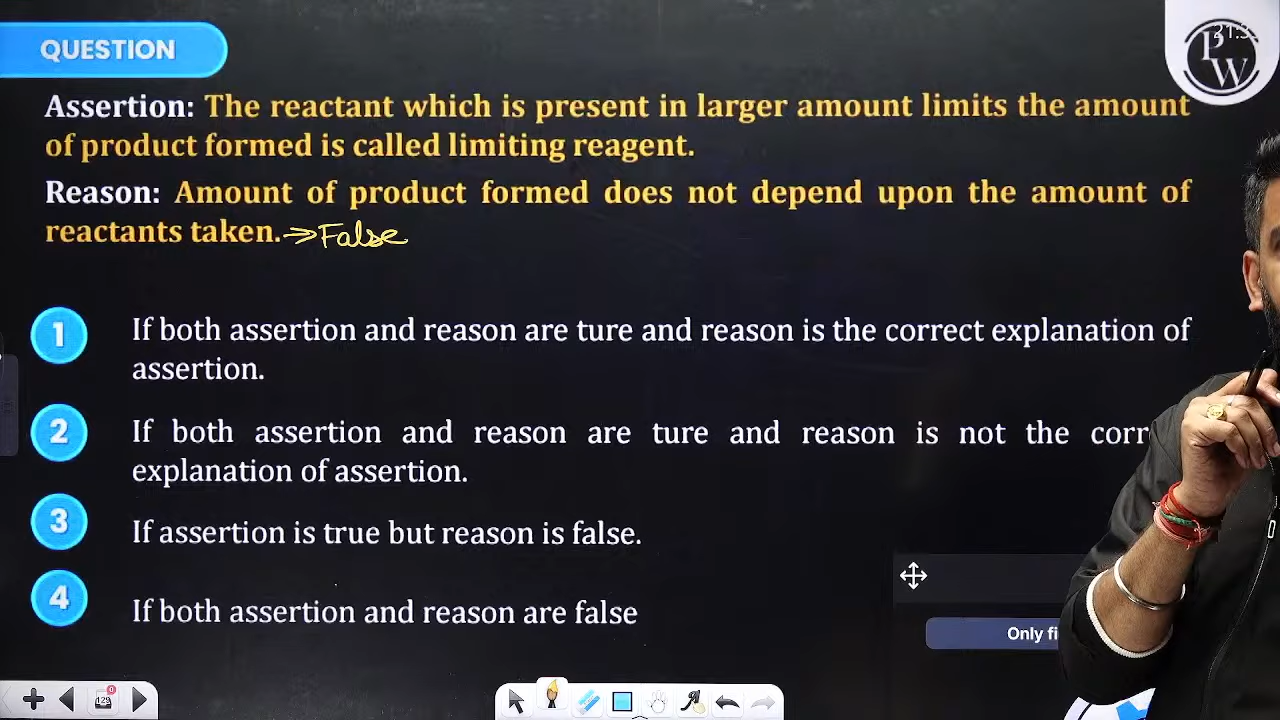 QUESTION
PW
Assertion: The reactant which is present in larger amount limits the amount
of product formed is called limiting reagent.
Reason: Amount of product formed does not depend upon the amount of
reactants taken. →False
1 If both assertion and reason are ture and reason is the correct explanation of
assertion.
2 If both assertion and reason are ture and reason is not the corre
explanation of assertion.
3 If assertion is true but reason is false.
4 If both assertion and reason are false
Only fi
129